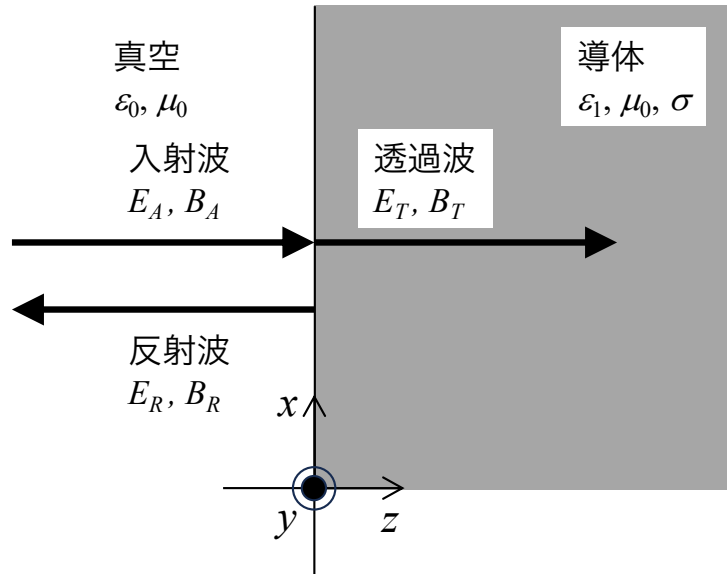 真空
ε0, μ0
入射波
EA, BA
反射波
ER, BR
導体
ε1, μ0, σ
透過波
ET, BT
x
y
z